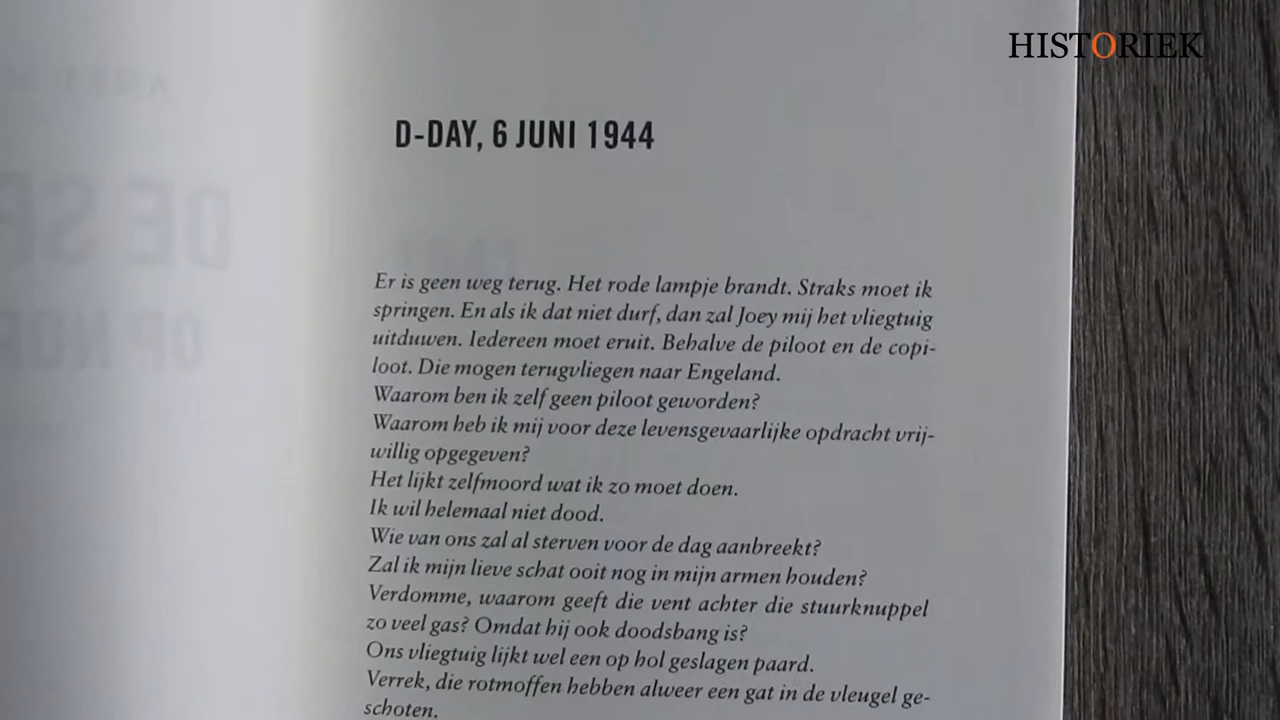 HISTORIEK
D-DAY, 6 JUNI 1944
Er is geen weg terug. Het rode lampje brandt. Straks moet ik
springen. En als ik dat niet durf, dan zal Joey mij het vliegtuig
uitduwen. Iedereen moet eruit. Behalve de piloot en de copi-
loot. Die mogen terugvliegen naar Engeland.
Waarom ben ik zelf geen piloot geworden?
Waarom heb ik mij voor deze levensgevaarlijke opdracht vrij-
willig opgegeven?
Het lijkt zelfmoord wat ik zo moet doen.
Ik wil helemaal niet dood.
Wie van ons zal al sterven voor de dag aanbreekt?
Zal ik mijn lieve schat ooit nog in mijn armen houden?
Verdomme, waarom geeft die vent achter die stuurknuppel
zo veel gas? Omdat hij ook doodsbang is?
Ons vliegtuig lijkt wel een op hol geslagen paard.
Verrek, die rotmoffen hebben alweer een gat in de vleugel ge-
schoten.